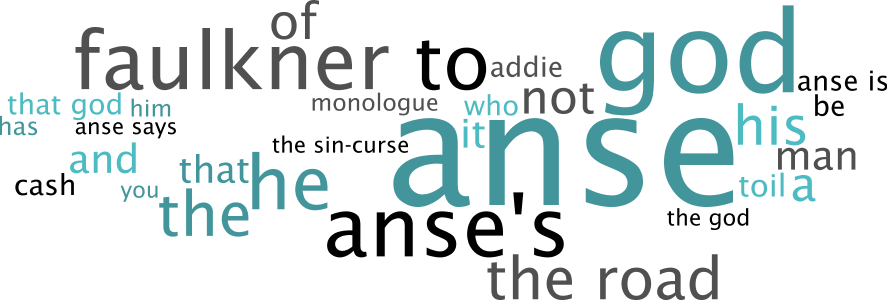 of
faulkner to god
addie
anse is
that god him monologue who not be
has anse says it anse his
the sin-curse man
and that he
cash you toil a
the anse's the god
the road